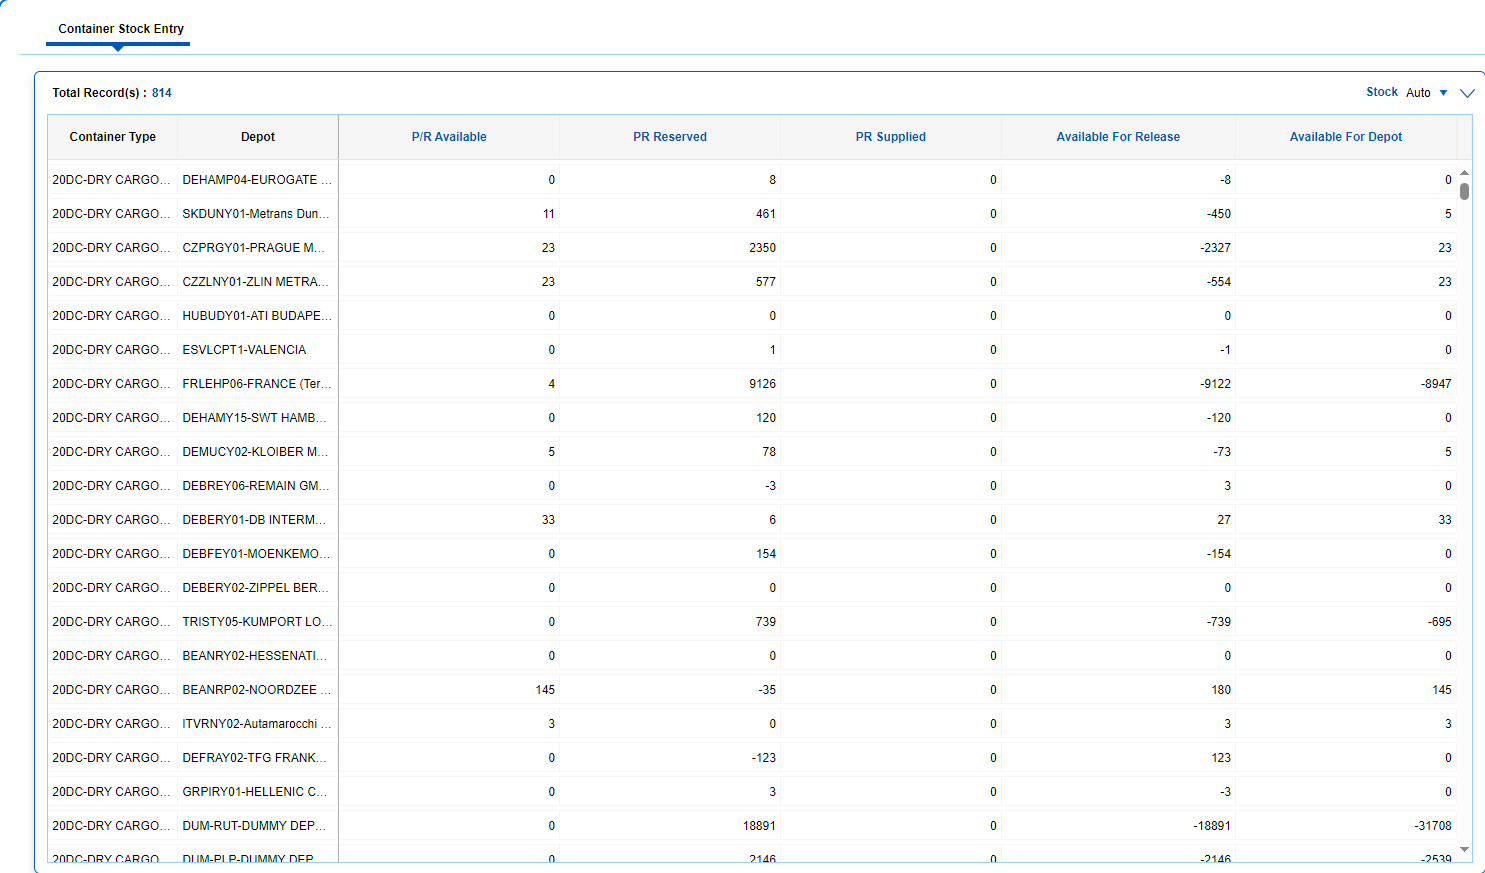 Container Stock Entry
Total Record(s) : 814 Stock Auto
Container Type Depot P/R Available PR Reserved PR Supplied Available For Release Available For Depot
20DC-DRY CARGO... DEHAMP04-EUROGATE ... 0 8 0 -8 0
20DC-DRY CARGO... SKDUNY01-Metrans Dun... 11 461 0 -450 5
20DC-DRY CARGO... CZPRGY01-PRAGUE M... 23 2350 0 -2327 23
20DC-DRY CARGO... CZZLNY01-ZLIN METRA... 23 577 0 -554 23
20DC-DRY CARGO... HUBUDY01-ATI BUDAPE... 0 0 0 0 0
20DC-DRY CARGO... ESVLCPT1-VALENCIA 0 1 0 -1 0
20DC-DRY CARGO... FRLEHP06-FRANCE (Ter... 4 9126 0 -9122 -8947
20DC-DRY CARGO... DEHAMY15-SWT HAMB... 0 120 0 -120 0
20DC-DRY CARGO... DEMUCY02-KLOIBER M... 5 78 0 -73 5
20DC-DRY CARGO... DEBREY06-REMAIN GM... 0 -3 0 3 0
20DC-DRY CARGO... DEBERY01-DB INTERM... 33 6 0 27 33
20DC-DRY CARGO... DEBFEY01-MOENKEMO... 0 154 0 -154 0
20DC-DRY CARGO... DEBERY02-ZIPPEL BER... 0 0 0 0 0
20DC-DRY CARGO... TRISTY05-KUMPORT LO... 0 739 0 -739 -695
20DC-DRY CARGO... BEANRY02-HESSENATI... 0 0 0 0 0
20DC-DRY CARGO... BEANRP02-NOORDZEE ... 145 -35 0 180 145
20DC-DRY CARGO... ITVRNY02-Autamarocchi ... 3 0 0 3 3
20DC-DRY CARGO... DEFRAY02-TFG FRANK... 0 -123 0 123 0
20DC-DRY CARGO... GRPIRY01-HELLENIC C... 0 3 0 -3 0
20DC-DRY CARGO... DUM-RUT-DUMMY DEP... 0 18891 0 -18891 -31708
20DC-DRY CARGO... DUM-PLP-DUMMY DEP... 0 2146 0 -2146 -2539